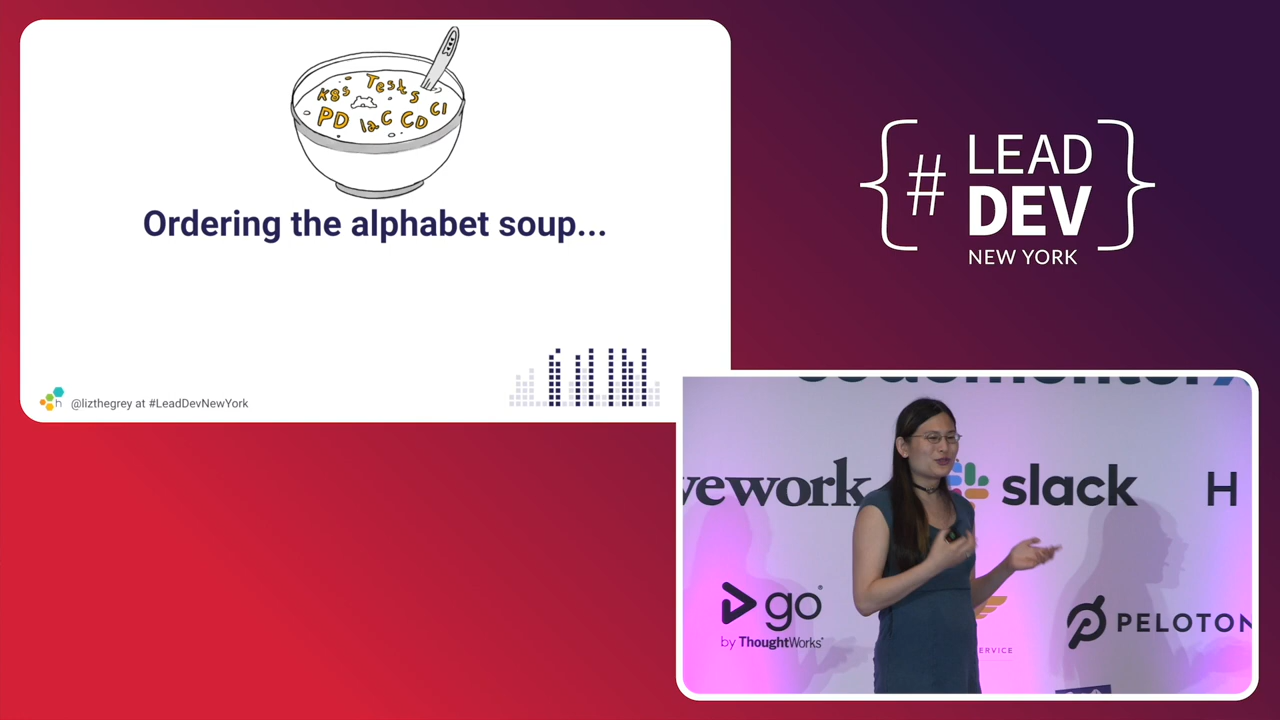 K8s Tests
PD IaC CD CI
Ordering the alphabet soup...
h @lizthegrey at #LeadDevNewYork
{ # LEAD
DEV }
NEW YORK
wework slack H
go
by ThoughtWorks®
ERVICE
PELOTON